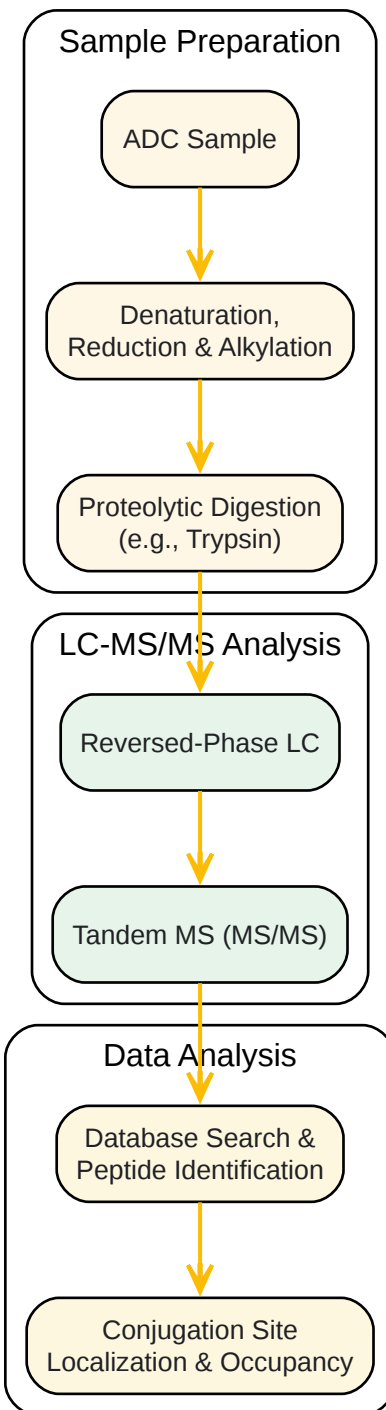 Sample Preparation
ADC Sample
Denaturation,
Reduction & Alkylation
Proteolytic Digestion
(e.g., Trypsin)
LC-MS/MS Analysis
Reversed-Phase LC
Tandem MS (MS/MS)
Data Analysis
Database Search &
Peptide Identification
Conjugation Site
Localization & Occupancy